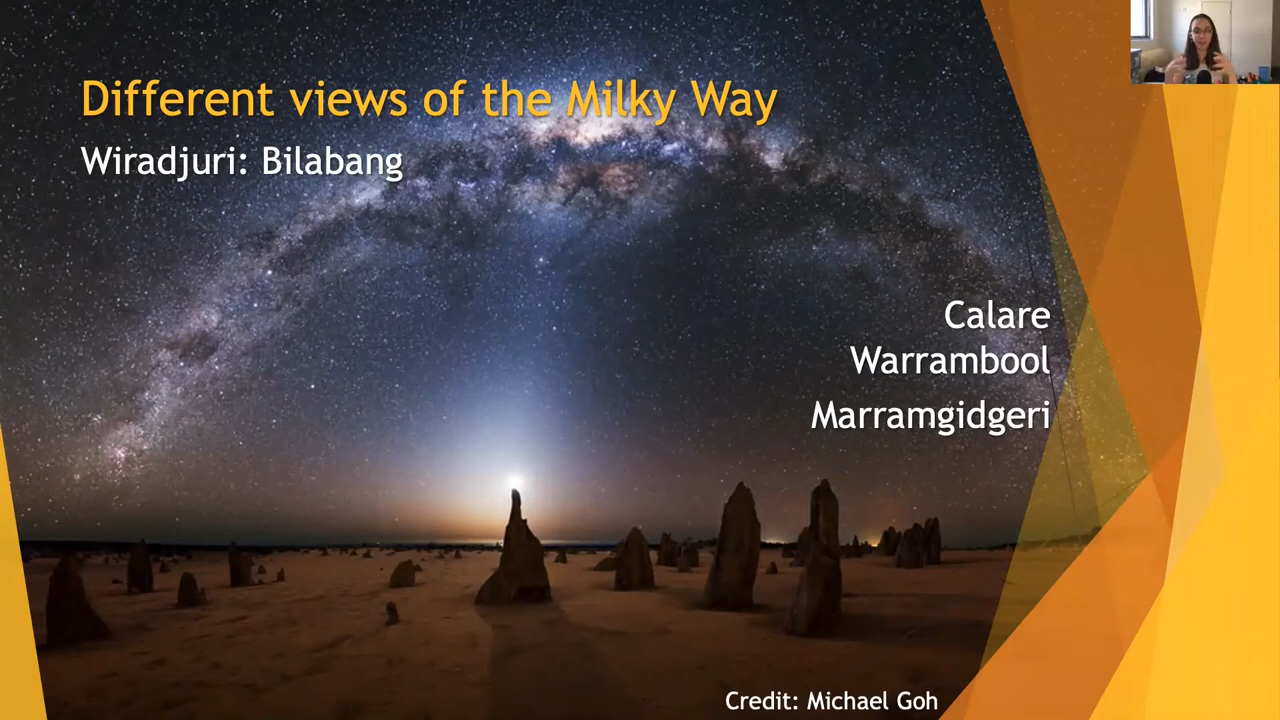 Different views of the Milky Way
Wiradjuri: Bilabang
Calare
Warrambool
Marramgidgeri
Credit: Michael Goh